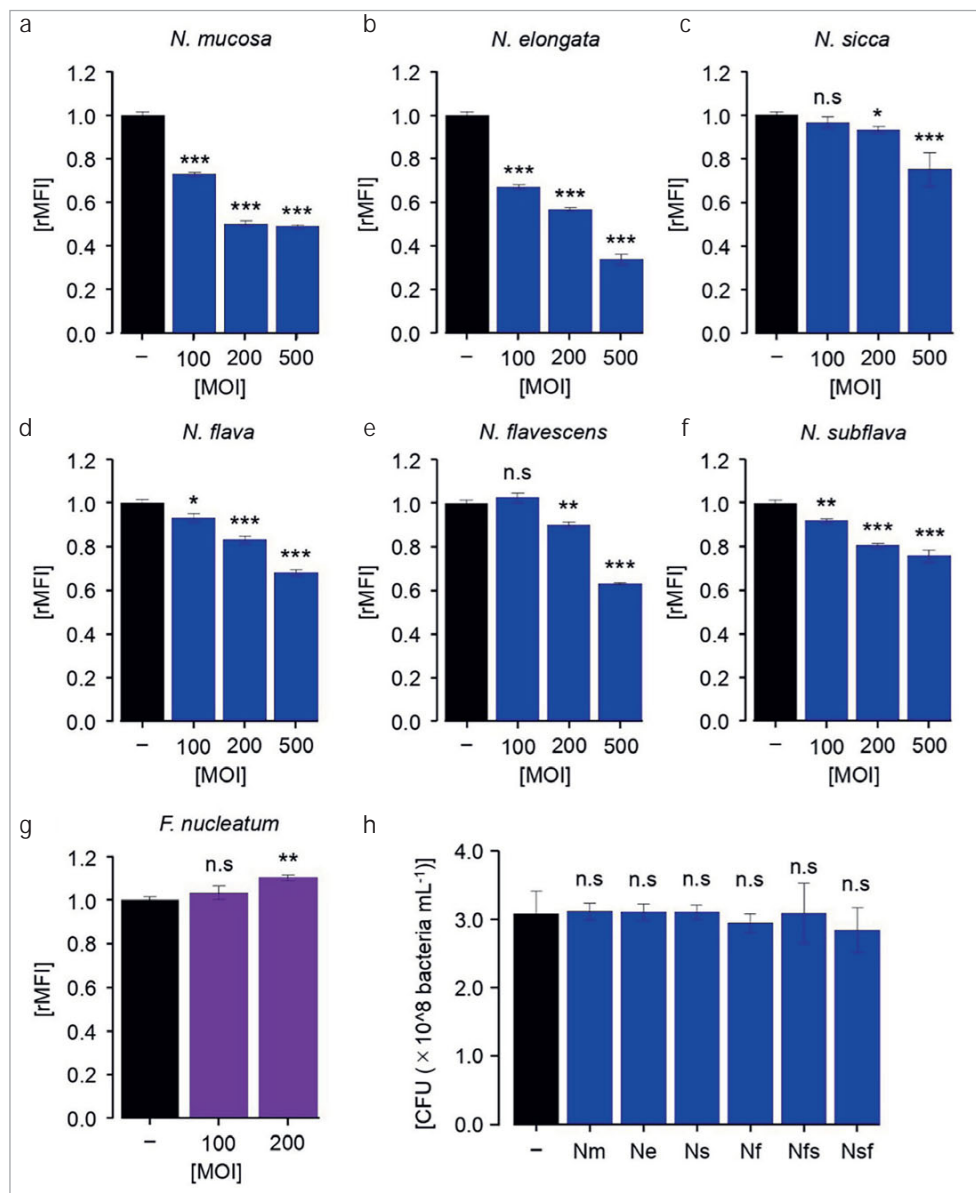 a
N. mucosa
[rMFI]
1.2
1.0
0.8
0.6
0.4
0.2
0.0
***
***
***
– 100 200 500
[MOI]
b
N. elongata
[rMFI]
1.2
1.0
0.8
0.6
0.4
0.2
0.0
***
***
***
– 100 200 500
[MOI]
c
N. sicca
[rMFI]
1.2
1.0
0.8
0.6
0.4
0.2
0.0
n.s
*
***
– 100 200 500
[MOI]
d
N. flava
[rMFI]
1.2
1.0
0.8
0.6
0.4
0.2
0.0
*
***
***
– 100 200 500
[MOI]
e
N. flavescens
[rMFI]
1.2
1.0
0.8
0.6
0.4
0.2
0.0
n.s
**
***
– 100 200 500
[MOI]
f
N. subflava
[rMFI]
1.2
1.0
0.8
0.6
0.4
0.2
0.0
**
***
***
– 100 200 500
[MOI]
g
F. nucleatum
[rMFI]
1.2
1.0
0.8
0.6
0.4
0.2
0.0
n.s
**
– 100 200
[MOI]
h
[CFU (×10^8 bacteria mL⁻¹)]
4.0
3.0
2.0
1.0
0.0
n.s n.s n.s n.s n.s n.s
– Nm Ne Ns Nf Nfs Nsf